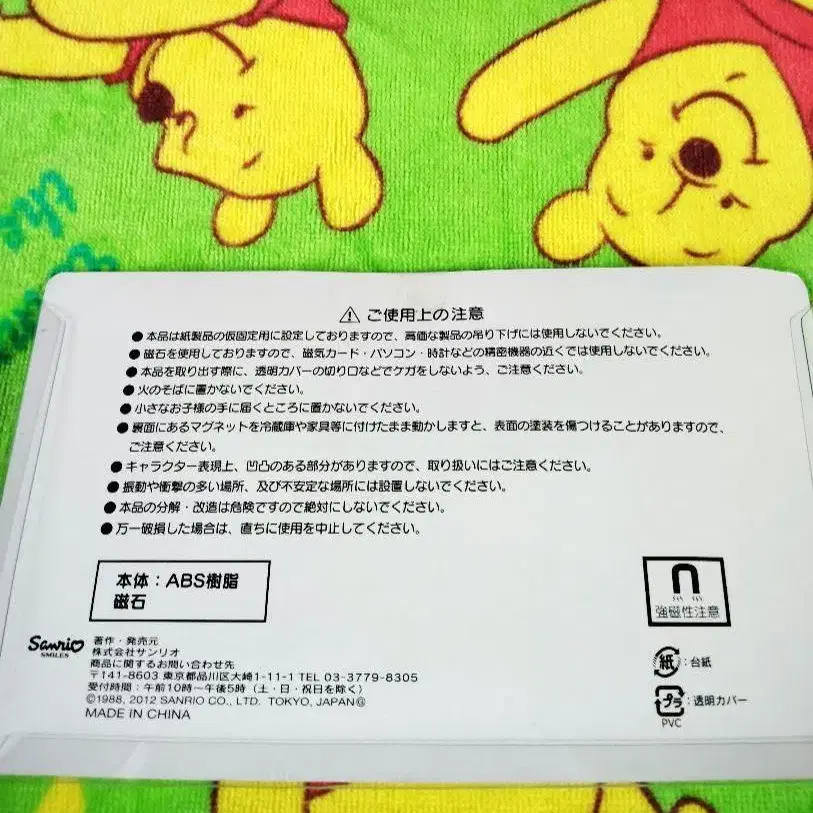 ⚠ ご使用上の注意
●本品は紙製品の仮固定用に設定しておりますので、高価な製品の吊り下げには使用しないでください。
●磁石を使用しておりますので、磁気カード・パソコン・時計などの精密機器の近くでは使用しないでください。
●本品を取り出す際に、透明カバーの切り口などでケガをしないよう、ご注意ください。
●火のそばに置かないでください。
●小さなお子様の手に届くところに置かないでください。
●裏面にあるマグネットを冷蔵庫や家具等に付けたまま動かしますと、表面の塗装を傷つけることがありますので、
ご注意ください。
●キャラクター表現上、凹凸のある部分がありますので、取り扱いにはご注意ください。
●振動や衝撃の多い場所、及び不安定な場所には設置しないでください。
●本品の分解・改造は危険ですので絶対にしないでください。
●万一破損した場合は、直ちに使用を中止してください。
本体：ABS樹脂
磁石
強磁性注意
Sanrio
SMILES
著作・発売元
株式会社サンリオ
商品に関するお問い合わせ先
〒141-8603 東京都品川区大崎1-11-1 TEL 03-3779-8305
受付時間：午前10時〜午後5時（土・日・祝日を除く）
©1988, 2012 SANRIO CO., LTD. TOKYO, JAPAN Ⓖ
MADE IN CHINA
紙：台紙
プラ：透明カバー
PVC